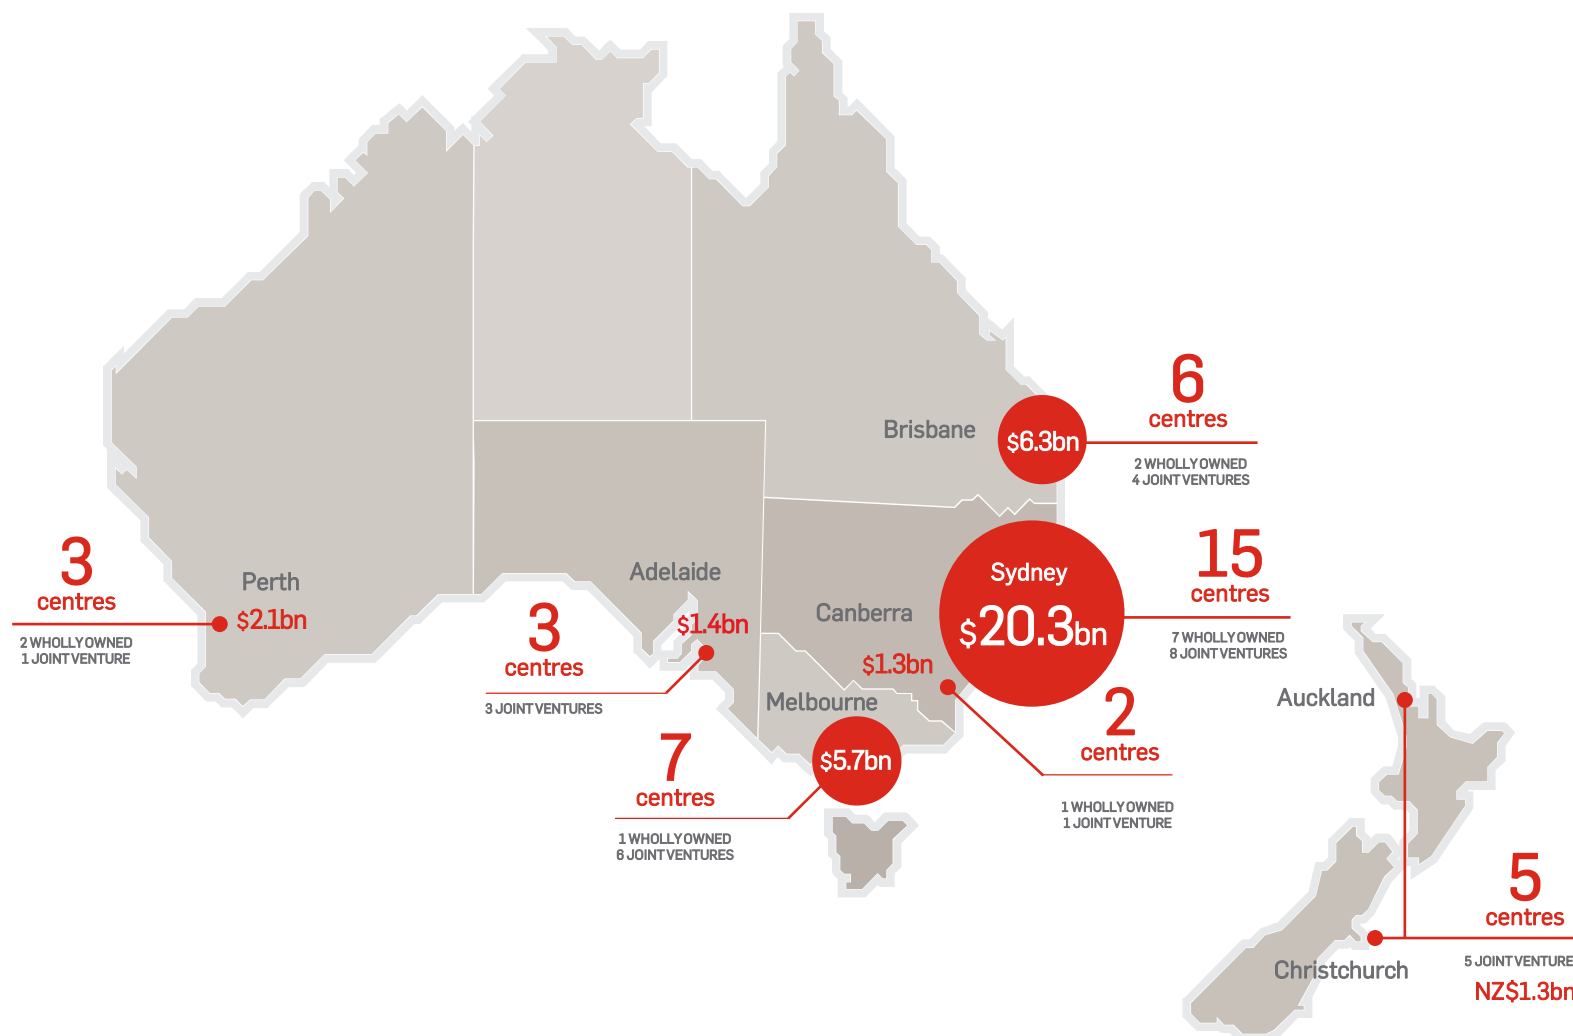 6
centres
Brisbane
$6.3bn
2 WHOLLY OWNED
4 JOINT VENTURES
15
centres
Sydney
$20.3bn
7 WHOLLY OWNED
8 JOINT VENTURES
3
centres
Perth
$2.1bn
2 WHOLLY OWNED
1 JOINT VENTURE
Adelaide
$1.4bn
3
centres
3 JOINT VENTURES
Canberra
$1.3bn
2
centres
1 WHOLLY OWNED
1 JOINT VENTURE
Melbourne
$5.7bn
7
centres
1 WHOLLY OWNED
6 JOINT VENTURES
Auckland
5
centres
Christchurch
5 JOINT VENTURE
NZ$1.3bn